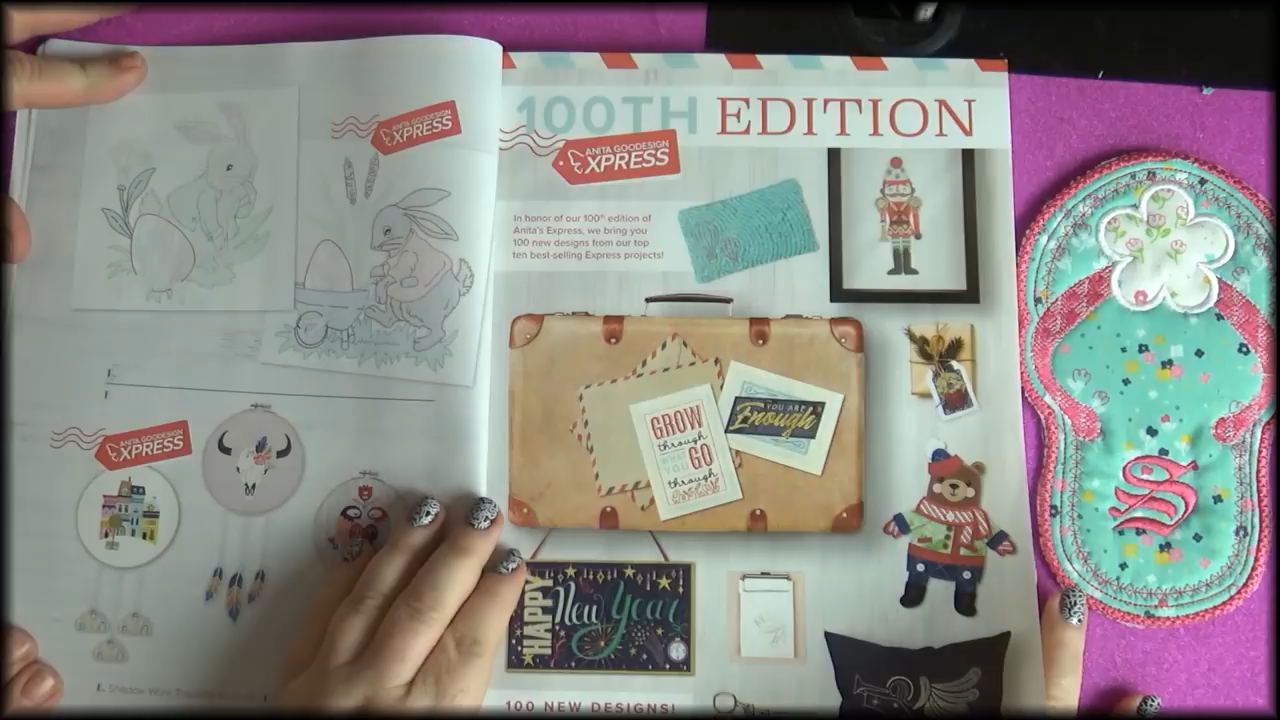 ANITA GOODESIGN
EXPRESS
ANITA GOODESIGN
EXPRESS
100TH EDITION
ANITA GOODESIGN
EXPRESS
In honor of our 100th edition of
Anita's Express, we bring you
100 new designs from our top
ten best-selling Express projects!
GROW
through
WHAT
YOU GO
through
YOU ARE
Enough
HAPPY
New Year
100 NEW DESIGNS!
S